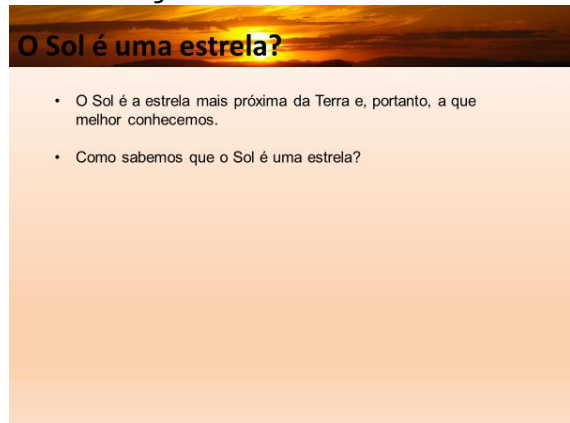 O Sol é uma estrela?
• O Sol é a estrela mais próxima da Terra e, portanto, a que
melhor conhecemos.
• Como sabemos que o Sol é uma estrela?